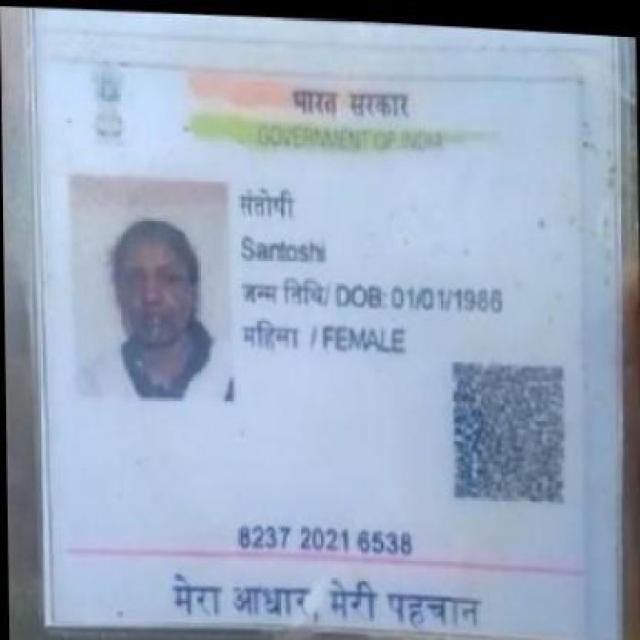 भारत सरकार
GOVERNMENT OF INDIA
संतोषी
Santoshi
जन्म तिथि/ DOB: 01/01/1986
महिला / FEMALE
8237 2021 6538
मेरा आधार, मेरी पहचान